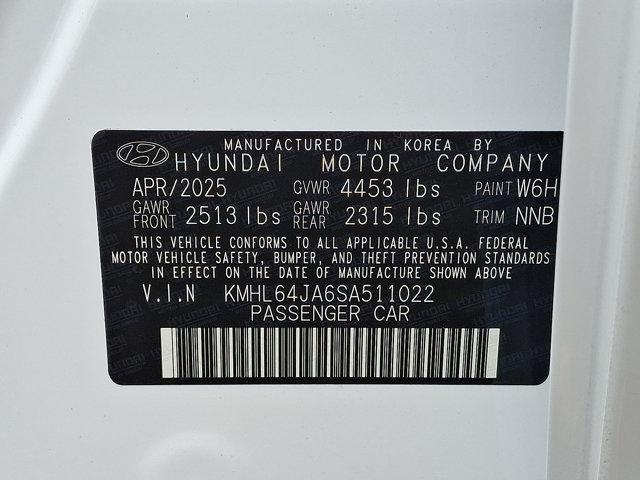 MANUFACTURED IN KOREA BY
HYUNDAI MOTOR COMPANY
APR/2025 GVWR 4453 lbs PAINT W6H
GAWR FRONT 2513 lbs GAWR REAR 2315 lbs TRIM NNB
THIS VEHICLE CONFORMS TO ALL APPLICABLE U.S.A. FEDERAL
MOTOR VEHICLE SAFETY, BUMPER, AND THEFT PREVENTION STANDARDS
IN EFFECT ON THE DATE OF MANUFACTURE SHOWN ABOVE
V.I.N KMHL64JA6SA511022
PASSENGER CAR